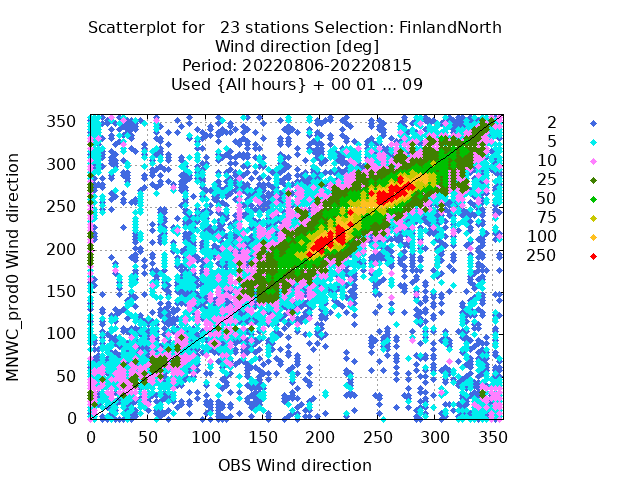 Scatterplot for   23 stations Selection: FinlandNorth
Wind direction [deg]
Period: 20220806-20220815
Used {All hours} + 00 01 ... 09
MNWC_prod0 Wind direction
350
300
250
200
150
100
50
0
0 50 100 150 200 250 300 350
OBS Wind direction
2
5
10
25
50
75
100
250